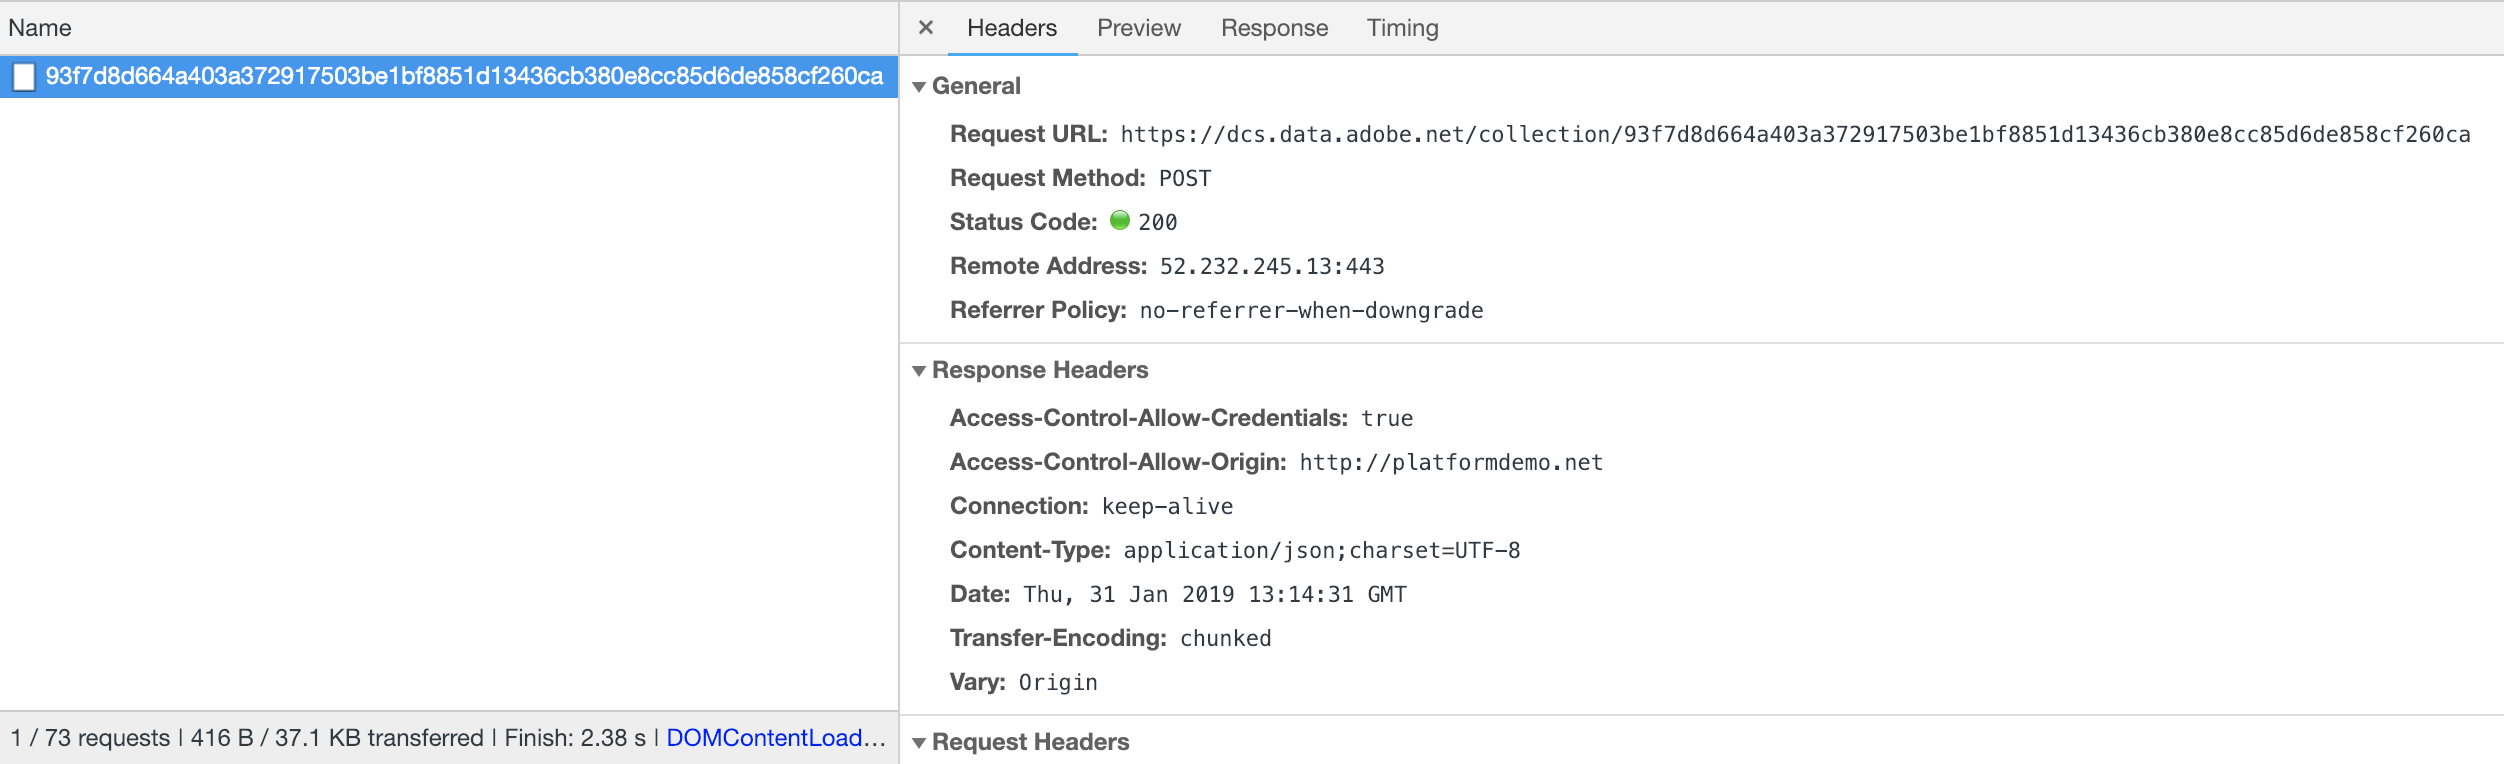 Name
93f7d8d664a403a372917503be1bf8851d13436cb380e8cc85d6de858cf260ca
1 / 73 requests | 416 B / 37.1 KB transferred | Finish: 2.38 s | DOMContentLoad…
× Headers Preview Response Timing
General
Request URL: https://dcs.data.adobe.net/collection/93f7d8d664a403a372917503be1bf8851d13436cb380e8cc85d6de858cf260ca
Request Method: POST
Status Code: 200
Remote Address: 52.232.245.13:443
Referrer Policy: no-referrer-when-downgrade
Response Headers
Access-Control-Allow-Credentials: true
Access-Control-Allow-Origin: http://platformdemo.net
Connection: keep-alive
Content-Type: application/json;charset=UTF-8
Date: Thu, 31 Jan 2019 13:14:31 GMT
Transfer-Encoding: chunked
Vary: Origin
Request Headers